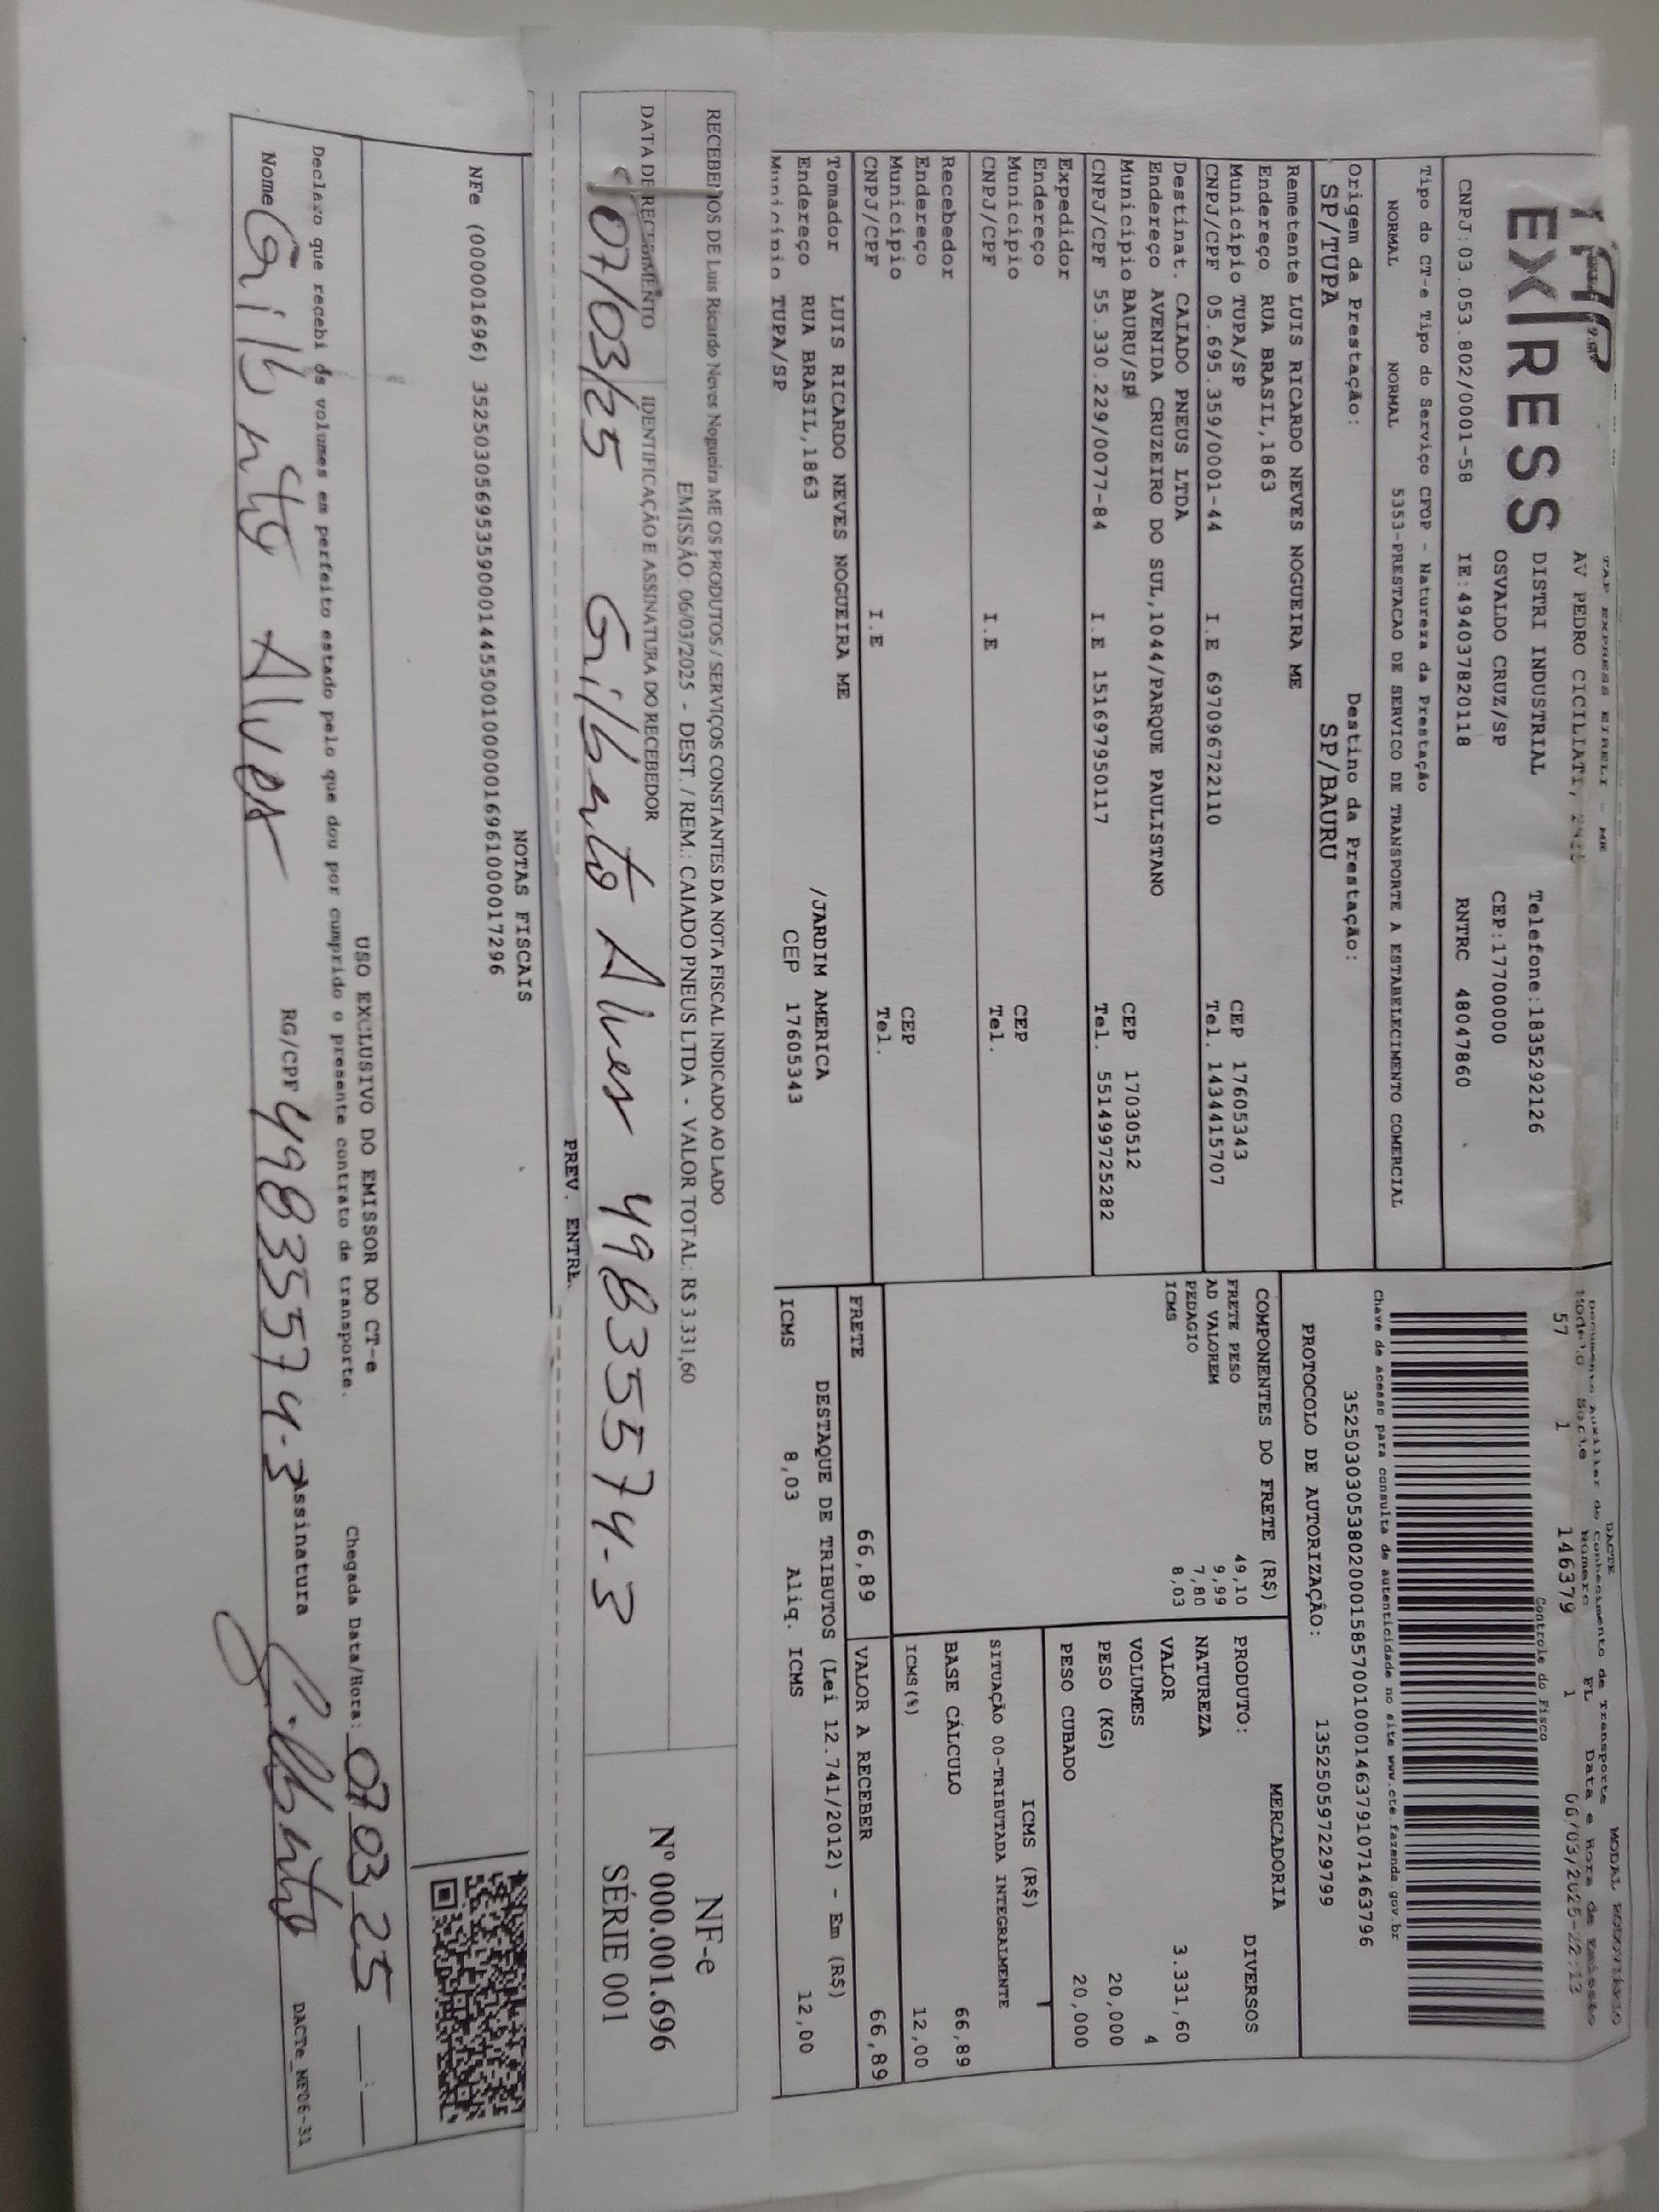 TAP EXPRESS EIRELI - ME
EXPRESS
AV PEDRO CICILIATI,
DISTRI INDUSTRIAL Telefone:1835292126
OSVALDO CRUZ/SP CEP:17700000
CNPJ:03.053.802/0001-58 IE:494037820118 RNTRC 48047860
DACTE MODAL RODOVIÁRIO
Documento Auxiliar do Conhecimento de Transporte
Modelo Série Número FL Data e Hora de Emissão
57 1 146379 1 06/03/2025-22:13
Controle do Fisco
Tipo do CT-e Tipo do Serviço CFOP - Natureza da Prestação
NORMAL NORMAL 5353-PRESTACAO DE SERVICO DE TRANSPORTE A ESTABELECIMENTO COMERCIAL
Chave de acesso para consulta de autenticidade no site www.cte.fazenda.gov.br
35250303053802000158570010001463791071463796
Origem da Prestação: Destino da Prestação:
SP/TUPA SP/BAURU
PROTOCOLO DE AUTORIZAÇÃO: 135250597229799
Remetente LUIS RICARDO NEVES NOGUEIRA ME
Endereço RUA BRASIL,1863
Município TUPA/SP CEP 17605343
CNPJ/CPF 05.695.359/0001-44 I.E 697096722110 Tel. 1434415707
Destinat. CAIADO PNEUS LTDA
Endereço AVENIDA CRUZEIRO DO SUL,1044/PARQUE PAULISTANO
Município BAURU/SP CEP 17030512
CNPJ/CPF 55.330.229/0077-84 I.E 151697950117 Tel. 551499725282
Expedidor
Endereço
Município CEP
CNPJ/CPF I.E Tel.
Recebedor
Endereço
Município CEP
CNPJ/CPF I.E Tel.
Tomador LUIS RICARDO NEVES NOGUEIRA ME
Endereço RUA BRASIL,1863 /JARDIM AMERICA
Município TUPA/SP CEP 17605343
COMPONENTES DO FRETE (R$)
FRETE PESO 49,10
AD VALOREM 9,99
PEDAGIO 7,80
ICMS 8,03
MERCADORIA
PRODUTO: DIVERSOS
NATUREZA
VALOR 3.331,60
VOLUMES 4
PESO (KG) 20,000
PESO CUBADO 20,000
ICMS (R$)
SITUAÇÃO 00-TRIBUTADA INTEGRALMENTE
BASE CÁLCULO 66,89
ICMS(%) 12,00
FRETE 66,89 VALOR A RECEBER 66,89
DESTAQUE DE TRIBUTOS (Lei 12.741/2012) - Em (R$)
ICMS 8,03 Aliq. ICMS 12,00
RECEBEMOS DE Luis Ricardo Neves Nogueira ME OS PRODUTOS / SERVIÇOS CONSTANTES DA NOTA FISCAL INDICADO AO LADO
EMISSÃO: 06/03/2025 - DEST. / REM.: CAIADO PNEUS LTDA - VALOR TOTAL: R$ 3.331,60
DATA DE RECEBIMENTO IDENTIFICAÇÃO E ASSINATURA DO RECEBEDOR
07/03/25 Gilberto Alves 49835574-3
NF-e
Nº 000.001.696
SÉRIE 001
PREV. ENTRE
NOTAS FISCAIS
NFe (000001696) 35250305695359000144550010000016961000017296
USO EXCLUSIVO DO EMISSOR DO CT-e
Declaro que recebi os volumes em perfeito estado pelo que dou por cumprido o presente contrato de transporte. Chegada Data/Hora: 07 03 25 __:__
Nome Gilberto Alves RG/CPF 49835574-3 Assinatura Gilberto DACTe_MF06-31